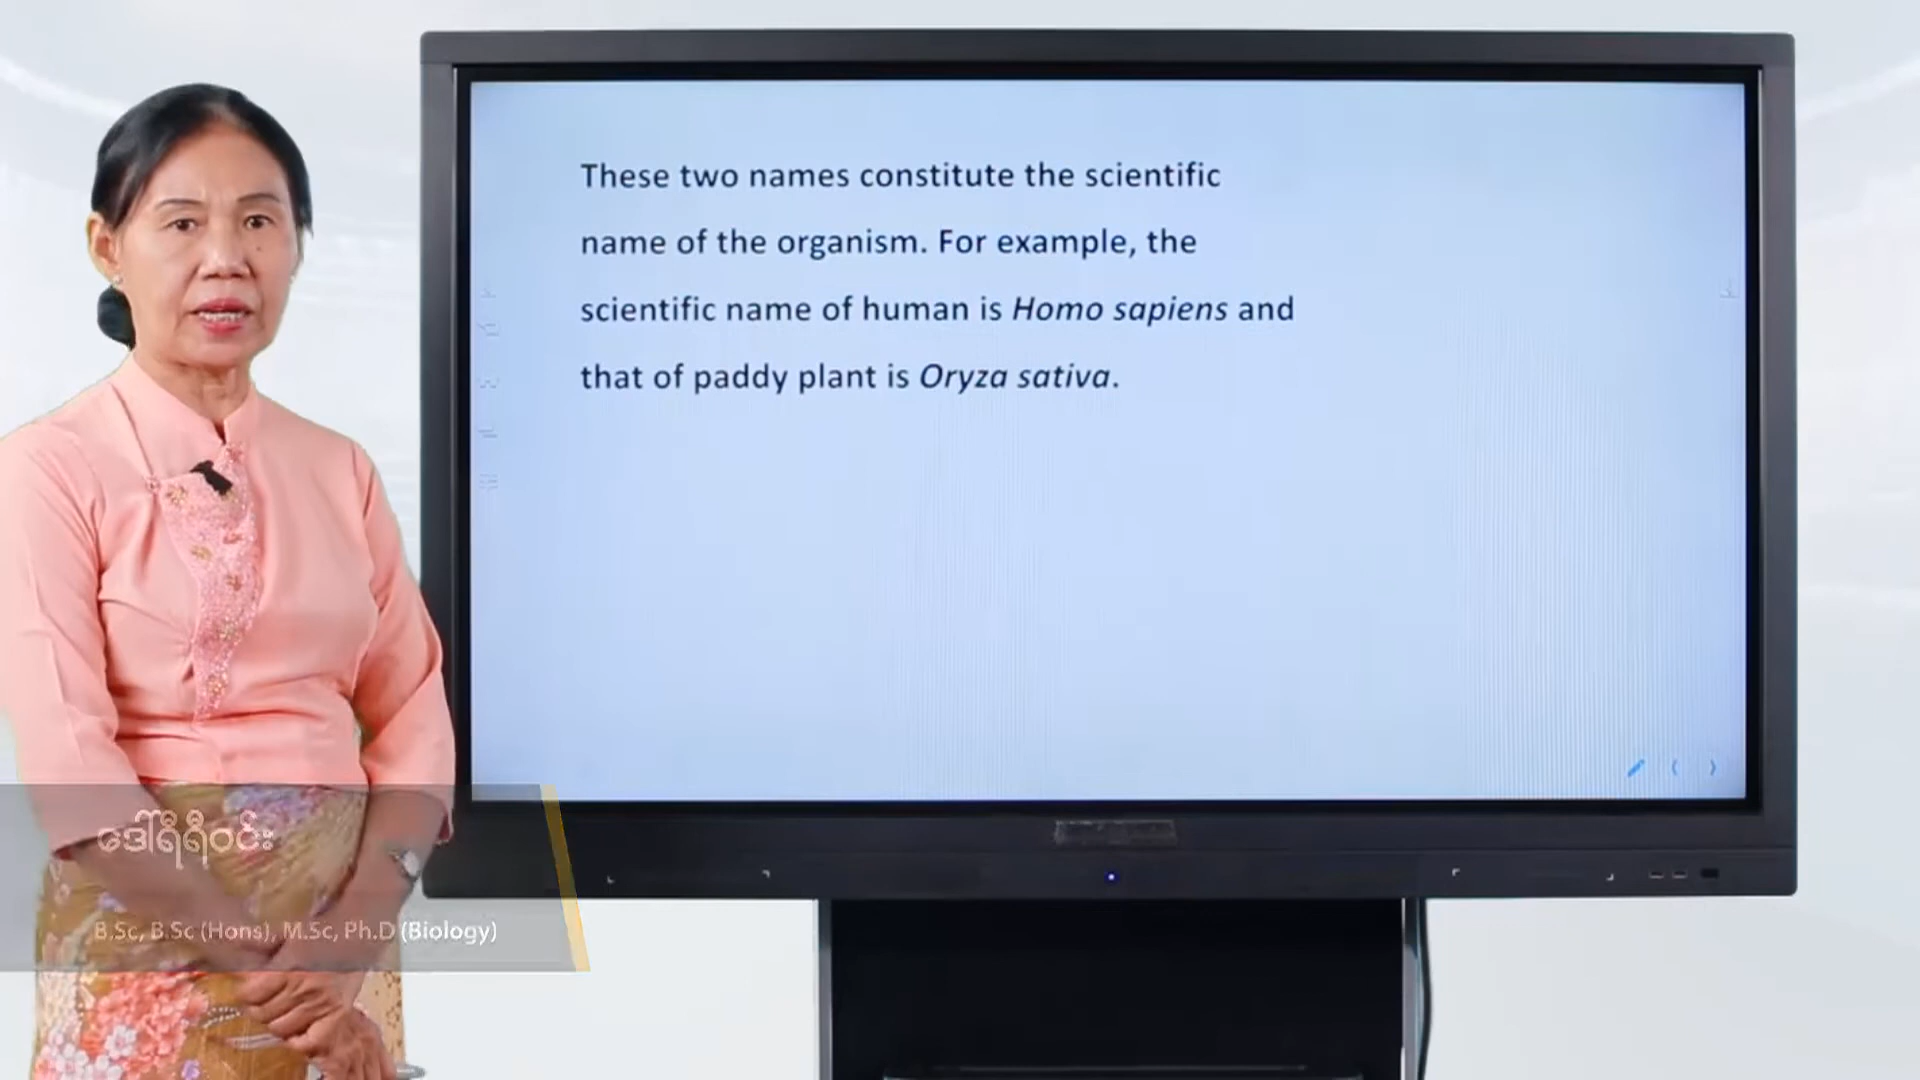 These two names constitute the scientific
name of the organism. For example, the
scientific name of human is Homo sapiens and
that of paddy plant is Oryza sativa.
ဒေါ်ရီရီဝင်း
B.Sc, B.Sc (Hons), M.Sc, Ph.D (Biology)